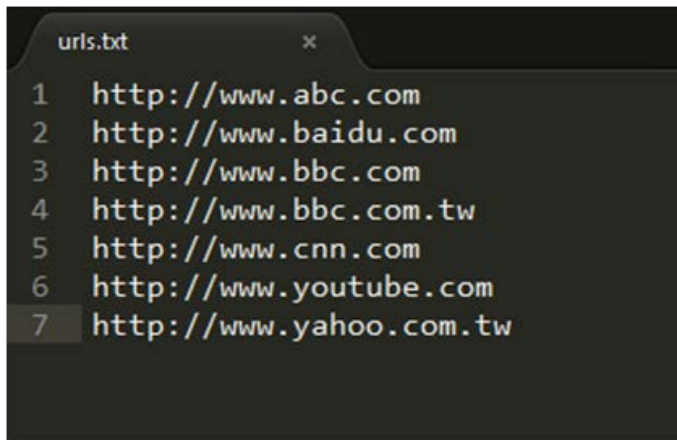 urls.txt ×
1 http://www.abc.com
2 http://www.baidu.com
3 http://www.bbc.com
4 http://www.bbc.com.tw
5 http://www.cnn.com
6 http://www.youtube.com
7 http://www.yahoo.com.tw